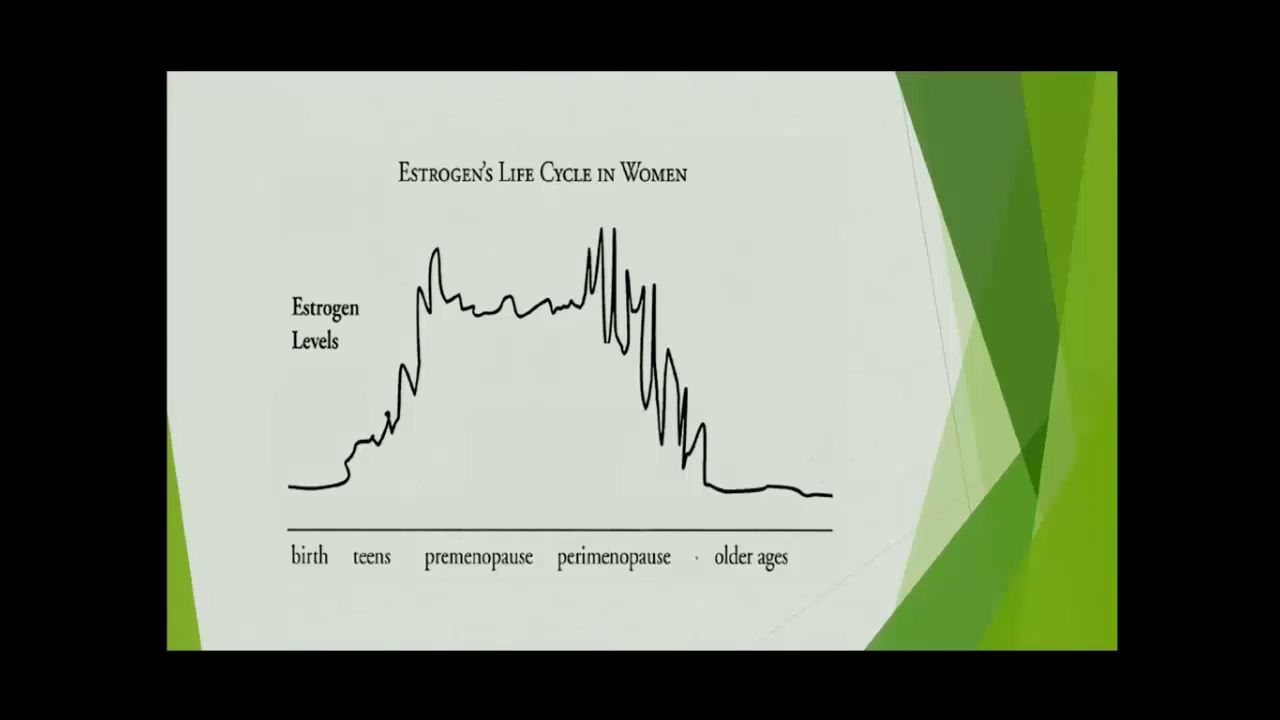 Estrogen's Life Cycle in Women
Estrogen
Levels
birth teens premenopause perimenopause older ages